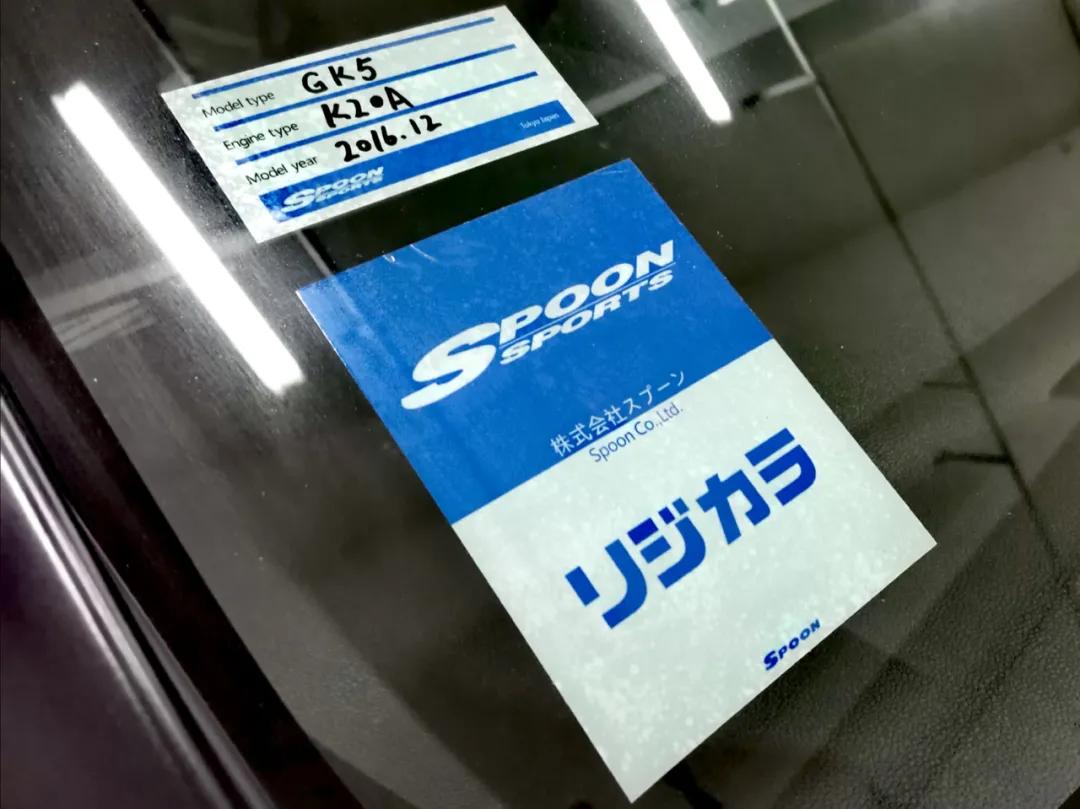 Model type GK5
Engine type K20A
Model year 2016.12
SPOON
SPORTS
Tokyo Japan
SPOON
SPORTS
株式会社スプーン
Spoon Co.,Ltd.
リジカラ
SPOON